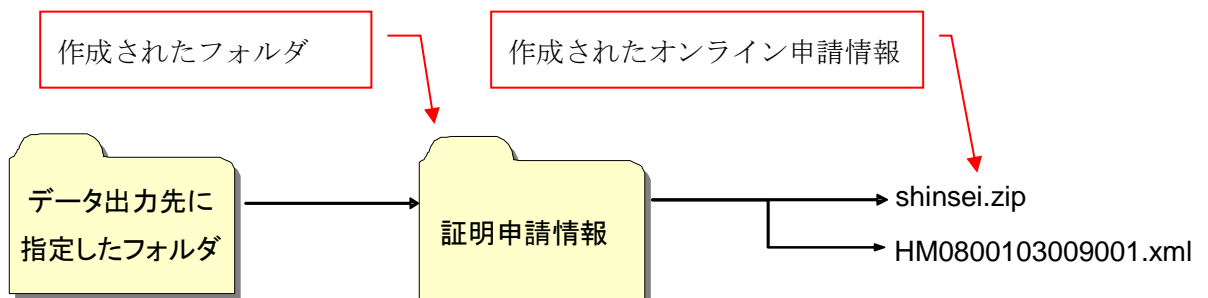 作成されたフォルダ
作成されたオンライン申請情報
データ出力先に
指定したフォルダ
証明申請情報
shinsei.zip
HM0800103009001.xml